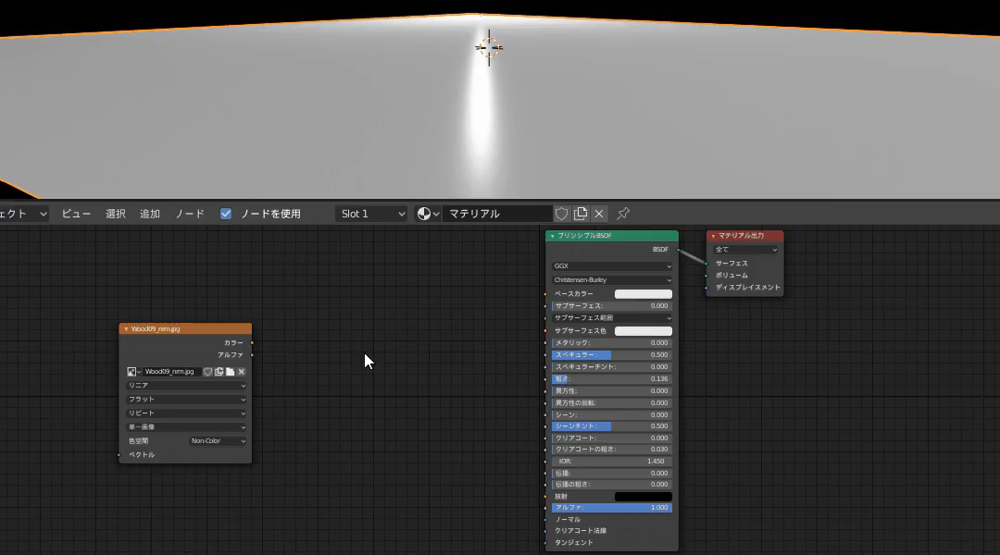 ェクト ビュー 選択 追加 ノード ノードを使用 Slot 1 マテリアル
プリンシプルBSDF
BSDF
GGX
Christensen-Burley
ベースカラー
サブサーフェス: 0.000
サブサーフェス範囲
サブサーフェス色
メタリック: 0.000
スペキュラー: 0.500
スペキュラーチント: 0.000
粗さ: 0.136
異方性: 0.000
異方性の回転: 0.000
シーン: 0.000
シーンチント: 0.500
クリアコート: 0.000
クリアコートの粗さ: 0.030
IOR: 1.450
伝播: 0.000
伝播の粗さ: 0.000
放射
アルファ: 1.000
ノーマル
クリアコート法線
タンジェント
マテリアル出力
全て
サーフェス
ボリューム
ディスプレイスメント
Wood09_nrm.jpg
カラー
アルファ
Wood09_nrm.jpg
リニア
フラット
リピート
単一画像
色空間 Non-Color
ベクトル